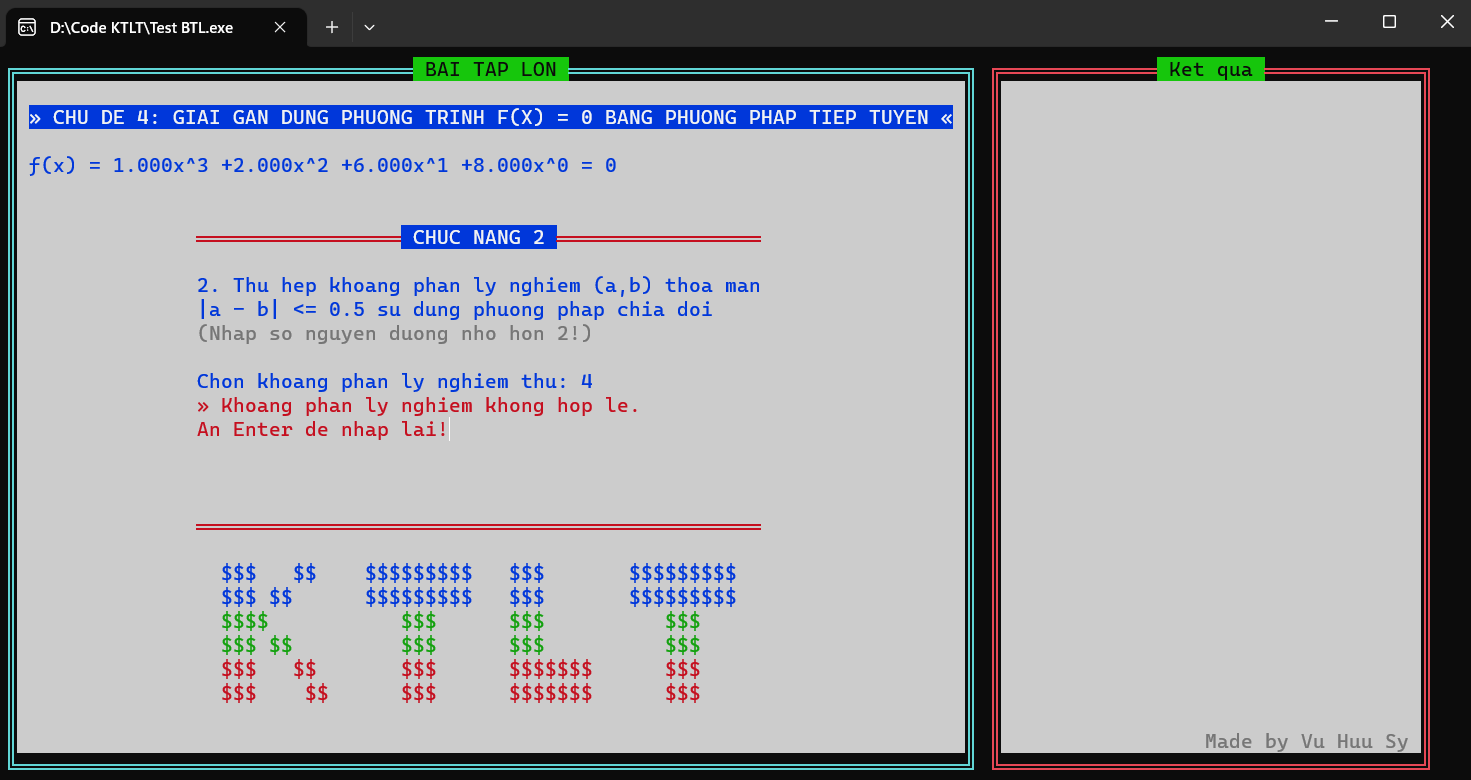 D:\Code KTLT\Test BTL.exe
BAI TAP LON
» CHU DE 4: GIAI GAN DUNG PHUONG TRINH F(X) = 0 BANG PHUONG PHAP TIEP TUYEN «
ƒ(x) = 1.000x^3 +2.000x^2 +6.000x^1 +8.000x^0 = 0
CHUC NANG 2
2. Thu hep khoang phan ly nghiem (a,b) thoa man
|a - b| <= 0.5 su dung phuong phap chia doi
(Nhap so nguyen duong nho hon 2!)
Chon khoang phan ly nghiem thu: 4
» Khoang phan ly nghiem khong hop le.
An Enter de nhap lai!
$$$   $$    $$$$$$$$$   $$$       $$$$$$$$$
$$$ $$      $$$$$$$$$   $$$       $$$$$$$$$
$$$$           $$$      $$$          $$$
$$$ $$         $$$      $$$          $$$
$$$   $$       $$$      $$$$$$$      $$$
$$$    $$      $$$      $$$$$$$      $$$
Ket qua
Made by Vu Huu Sy